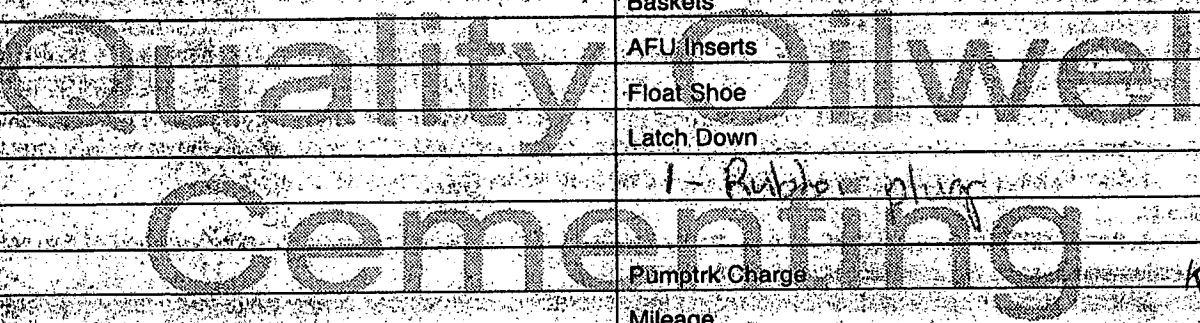 Baskets
Quality Oilwel
AFU Inserts
Float Shoe
Latch Down
1 - Rubber plug
Cementing
Pumptrk Charge
Mileage